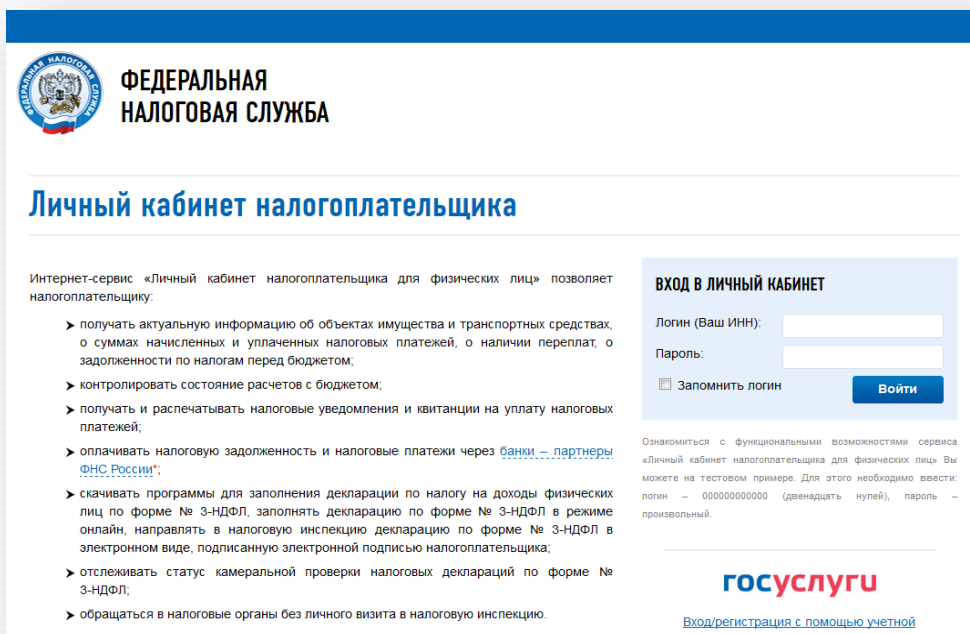 ФЕДЕРАЛЬНАЯ НАЛОГОВАЯ СЛУЖБА
ФЕДЕРАЛЬНАЯ
НАЛОГОВАЯ СЛУЖБА
Личный кабинет налогоплательщика
Интернет-сервис «Личный кабинет налогоплательщика для физических лиц» позволяет
налогоплательщику:
➤ получать актуальную информацию об объектах имущества и транспортных средствах,
о суммах начисленных и уплаченных налоговых платежей, о наличии переплат, о
задолженности по налогам перед бюджетом;
➤ контролировать состояние расчетов с бюджетом;
➤ получать и распечатывать налоговые уведомления и квитанции на уплату налоговых
платежей;
➤ оплачивать налоговую задолженность и налоговые платежи через банки – партнеры
ФНС России*;
➤ скачивать программы для заполнения декларации по налогу на доходы физических
лиц по форме № 3-НДФЛ, заполнять декларацию по форме № 3-НДФЛ в режиме
онлайн, направлять в налоговую инспекцию декларацию по форме № 3-НДФЛ в
электронном виде, подписанную электронной подписью налогоплательщика;
➤ отслеживать статус камеральной проверки налоговых деклараций по форме №
3-НДФЛ;
➤ обращаться в налоговые органы без личного визита в налоговую инспекцию.
ВХОД В ЛИЧНЫЙ КАБИНЕТ
Логин (Ваш ИНН):
Пароль:
Запомнить логин
Войти
Ознакомиться с функциональными возможностями сервиса
«Личный кабинет налогоплательщика для физических лиц» Вы
можете на тестовом примере. Для этого необходимо ввести:
логин – 000000000000 (двенадцать нулей), пароль –
произвольный.
госуслуги
Вход/регистрация с помощью учетной